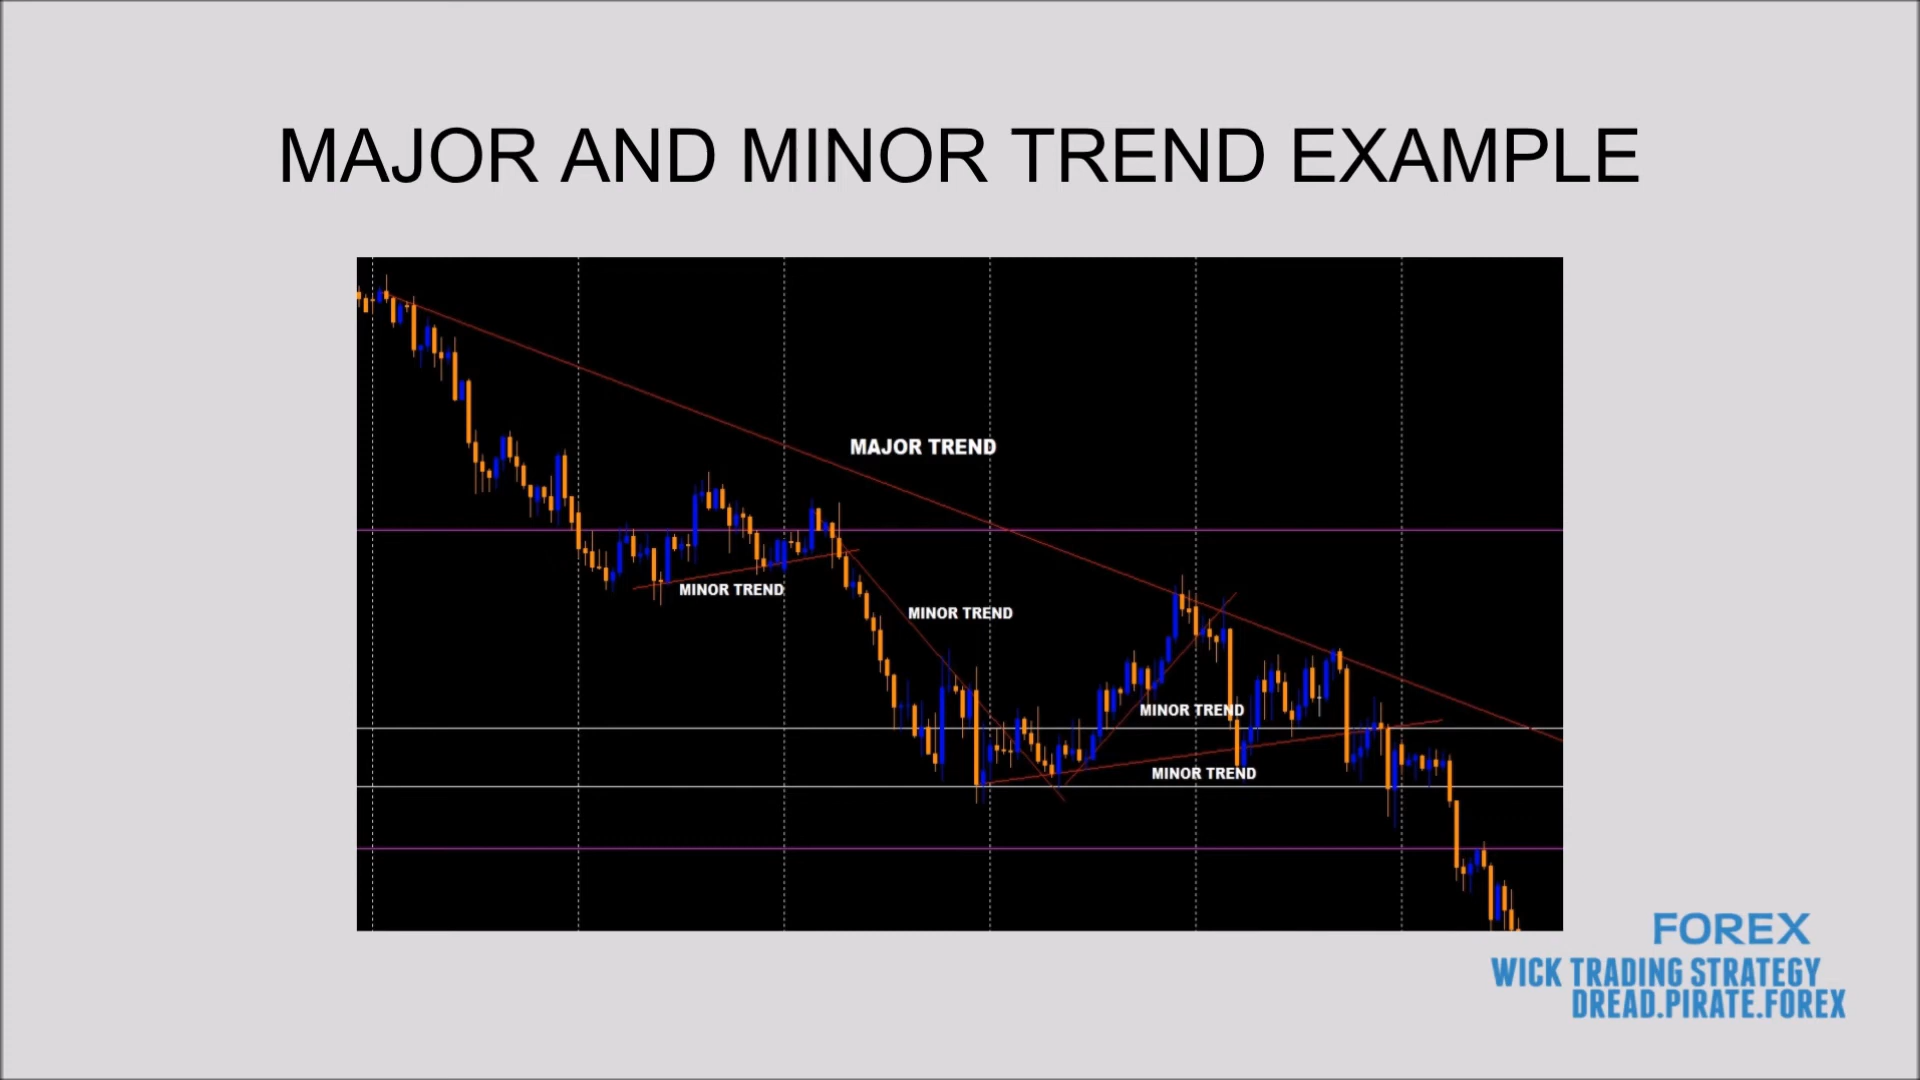 MAJOR AND MINOR TREND EXAMPLE
MAJOR TREND
MINOR TREND
MINOR TREND
MINOR TREND
MINOR TREND
FOREX
WICK TRADING STRATEGY
DREAD.PIRATE.FOREX